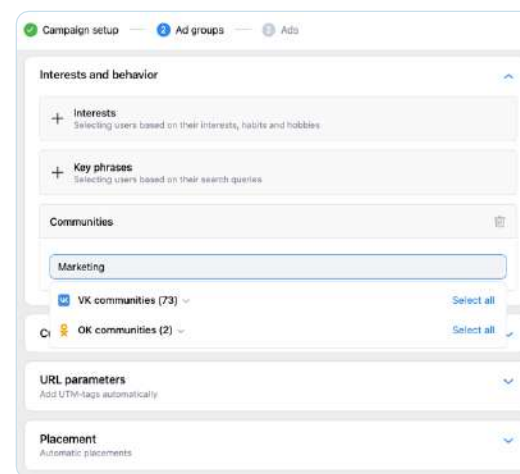 Campaign setup
2 Ad groups
3 Ads
Interests and behavior
Interests
Selecting users based on their interests, habits and hobbies
Key phrases
Selecting users based on their search queries
Communities
Marketing
VK communities (73)
Select all
OK communities (2)
Select all
URL parameters
Add UTM-tags automatically
Placement
Automatic placements